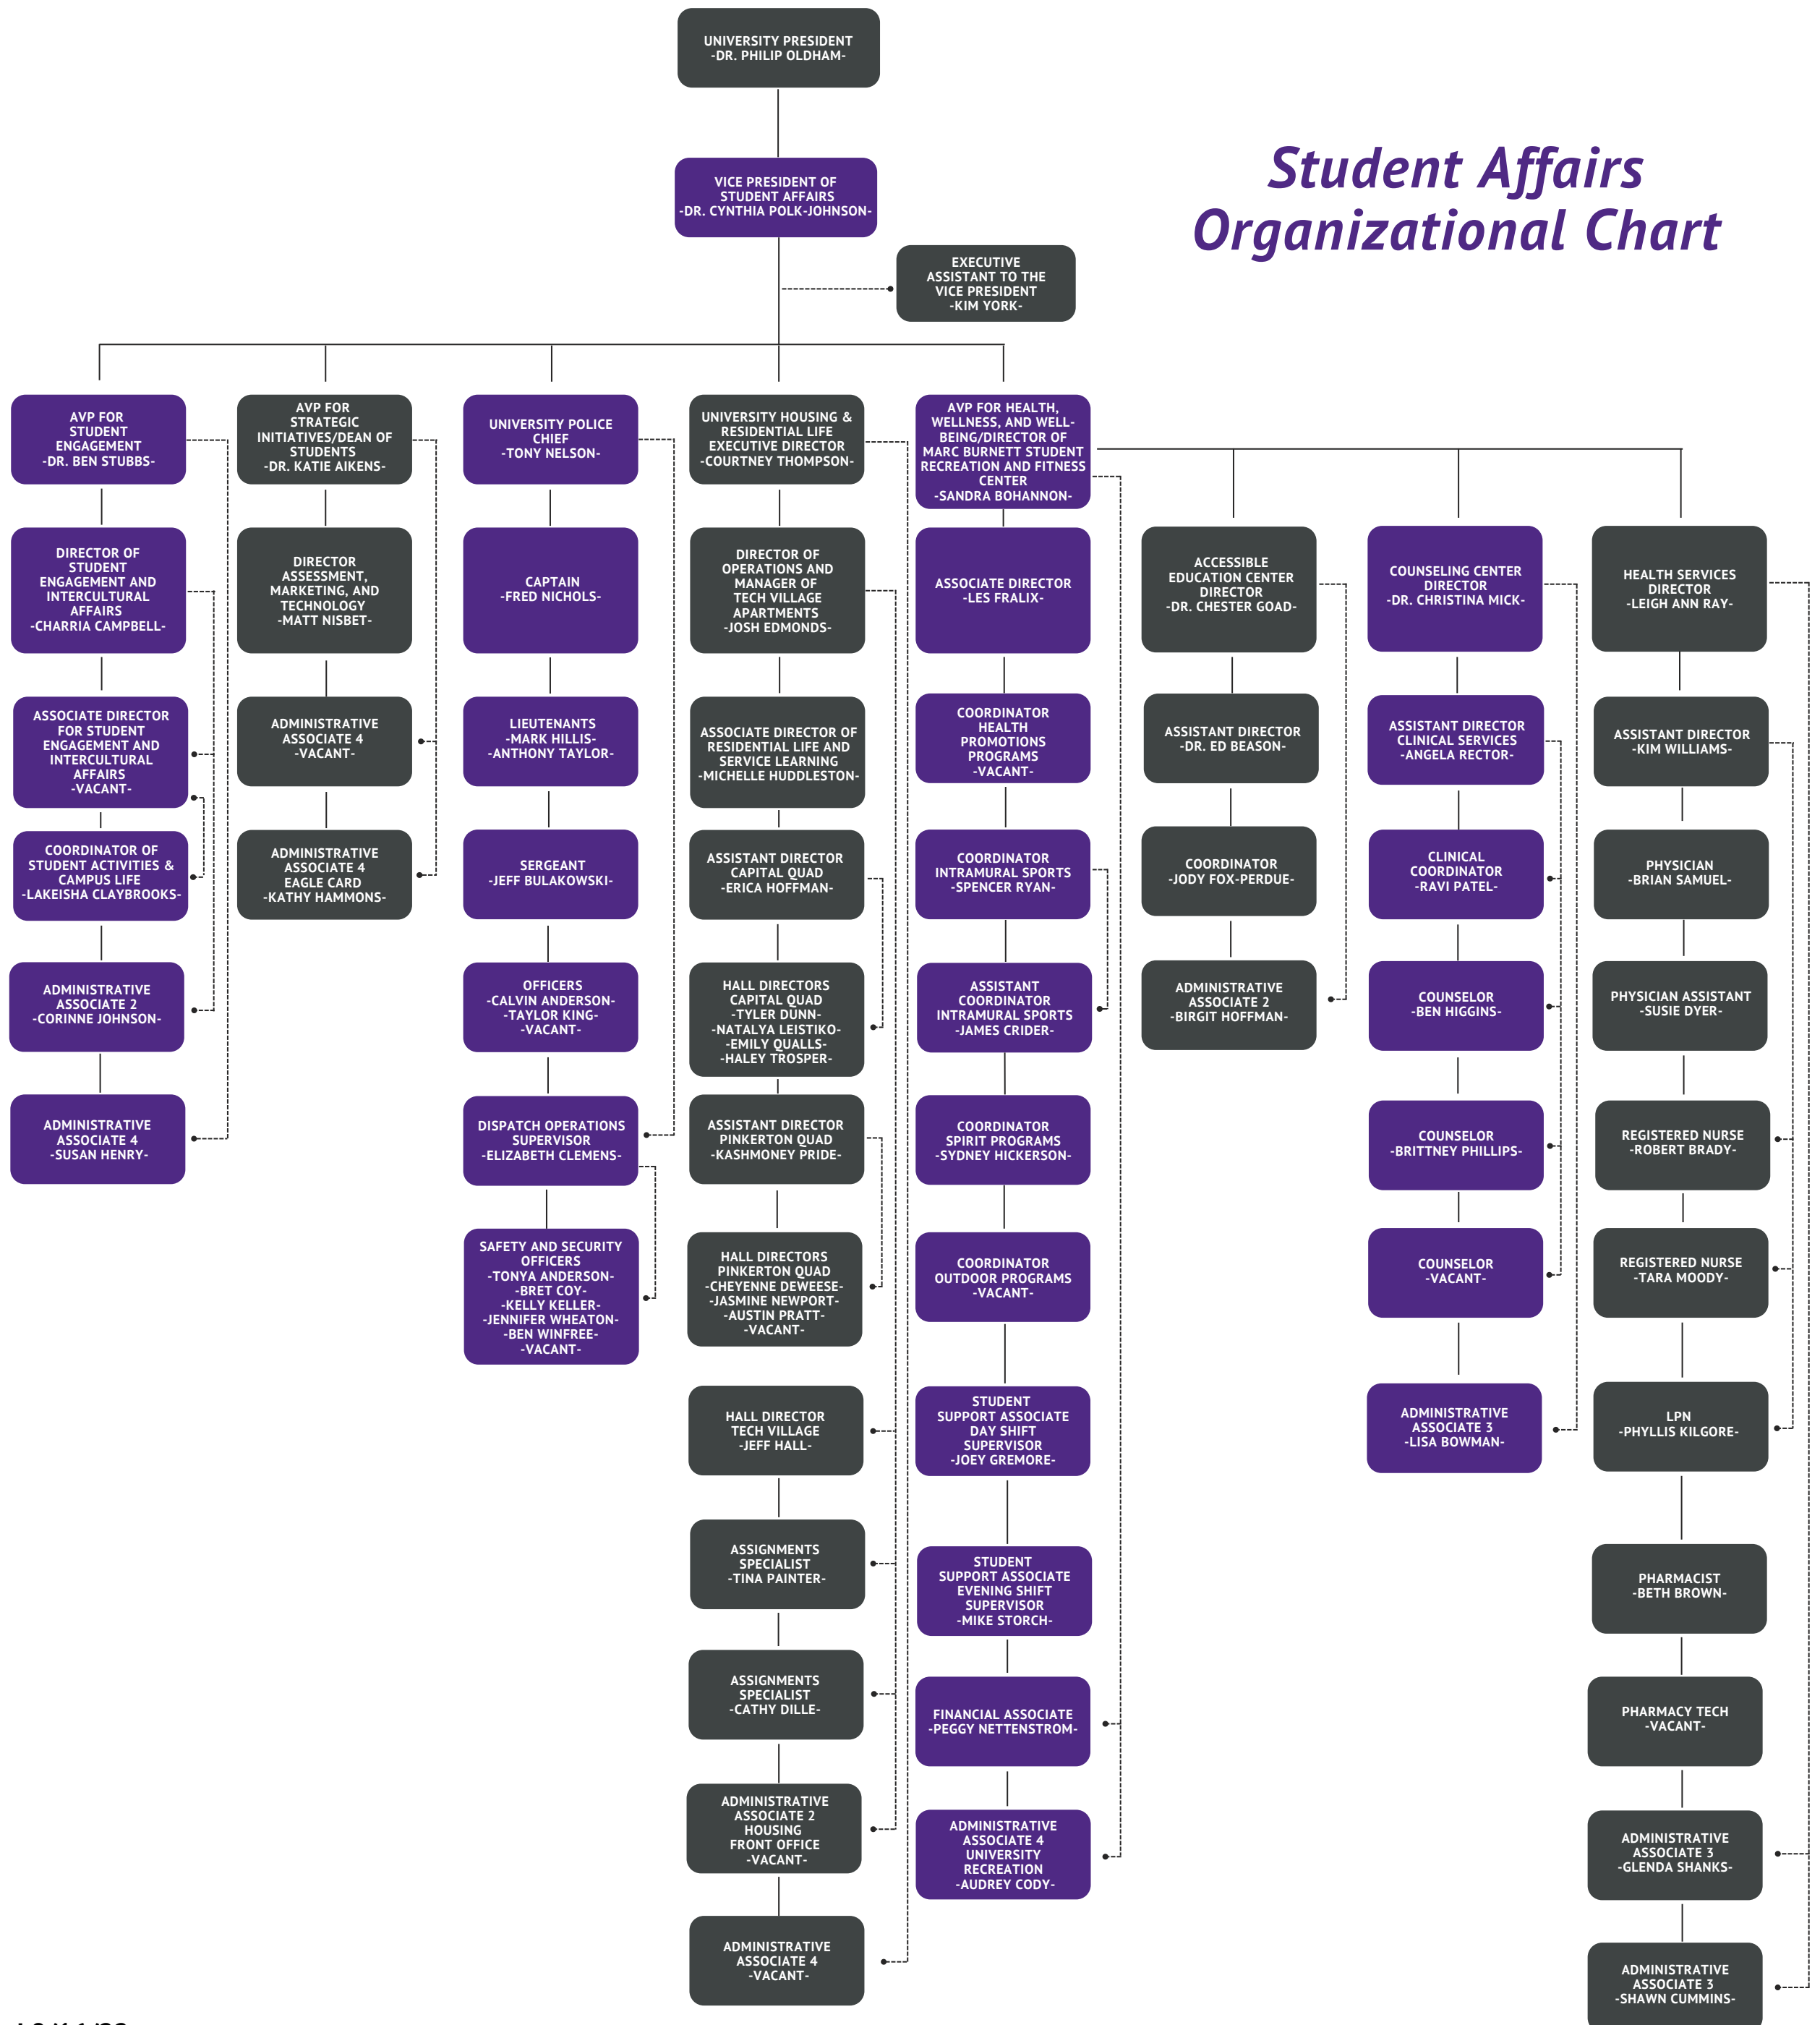 UNIVERSITY PRESIDENT
-DR. PHILIP OLDHAM-
Student Affairs
Organizational Chart
VICE PRESIDENT OF
STUDENT AFFAIRS
-DR. CYNTHIA POLK-JOHNSON-
EXECUTIVE
ASSISTANT TO THE
VICE PRESIDENT
-KIM YORK-
AVP FOR
STUDENT
ENGAGEMENT
-DR. BEN STUBBS-
DIRECTOR OF
STUDENT
ENGAGEMENT AND
INTERCULTURAL
AFFAIRS
-CHARRIA CAMPBELL-
ASSOCIATE DIRECTOR
FOR STUDENT
ENGAGEMENT AND
INTERCULTURAL
AFFAIRS
-VACANT-
COORDINATOR OF
STUDENT ACTIVITIES &
CAMPUS LIFE
-LAKEISHA CLAYBROOKS-
ADMINISTRATIVE
ASSOCIATE 2
-CORINNE JOHNSON-
ADMINISTRATIVE
ASSOCIATE 4
-SUSAN HENRY-
AVP FOR
STRATEGIC
INITIATIVES/DEAN OF
STUDENTS
-DR. KATIE AIKENS-
DIRECTOR
ASSESSMENT,
MARKETING, AND
TECHNOLOGY
-MATT NISBET-
ADMINISTRATIVE
ASSOCIATE 4
-VACANT-
ADMINISTRATIVE
ASSOCIATE 4
EAGLE CARD
-KATHY HAMMONS-
UNIVERSITY POLICE
CHIEF
-TONY NELSON-
CAPTAIN
-FRED NICHOLS-
LIEUTENANTS
-MARK HILLIS-
-ANTHONY TAYLOR-
SERGEANT
-JEFF BULAKOWSKI-
OFFICERS
-CALVIN ANDERSON-
-TAYLOR KING-
-VACANT-
DISPATCH OPERATIONS
SUPERVISOR
-ELIZABETH CLEMENS-
SAFETY AND SECURITY
OFFICERS
-TONYA ANDERSON-
-BRET COY-
-KELLY KELLER-
-JENNIFER WHEATON-
-BEN WINFREE-
-VACANT-
UNIVERSITY HOUSING &
RESIDENTIAL LIFE
EXECUTIVE DIRECTOR
-COURTNEY THOMPSON-
DIRECTOR OF
OPERATIONS AND
MANAGER OF
TECH VILLAGE
APARTMENTS
-JOSH EDMONDS-
ASSOCIATE DIRECTOR OF
RESIDENTIAL LIFE AND
SERVICE LEARNING
-MICHELLE HUDDLESTON-
ASSISTANT DIRECTOR
CAPITAL QUAD
-ERICA HOFFMAN-
HALL DIRECTORS
CAPITAL QUAD
-TYLER DUNN-
-NATALYA LEISTIKO-
-EMILY QUALLS-
-HALEY TROSPER-
ASSISTANT DIRECTOR
PINKERTON QUAD
-KASHMONEY PRIDE-
HALL DIRECTORS
PINKERTON QUAD
-CHEYENNE DEWEESE-
-JASMINE NEWPORT-
-AUSTIN PRATT-
-VACANT-
HALL DIRECTOR
TECH VILLAGE
-JEFF HALL-
ASSIGNMENTS
SPECIALIST
-TINA PAINTER-
ASSIGNMENTS
SPECIALIST
-CATHY DILLE-
ADMINISTRATIVE
ASSOCIATE 2
HOUSING
FRONT OFFICE
-VACANT-
ADMINISTRATIVE
ASSOCIATE 4
-VACANT-
AVP FOR HEALTH,
WELLNESS, AND WELL-
BEING/DIRECTOR OF
MARC BURNETT STUDENT
RECREATION AND FITNESS
CENTER
-SANDRA BOHANNON-
ASSOCIATE DIRECTOR
-LES FRALIX-
COORDINATOR
HEALTH
PROMOTIONS
PROGRAMS
-VACANT-
COORDINATOR
INTRAMURAL SPORTS
-SPENCER RYAN-
ASSISTANT
COORDINATOR
INTRAMURAL SPORTS
-JAMES CRIDER-
COORDINATOR
SPIRIT PROGRAMS
-SYDNEY HICKERSON-
COORDINATOR
OUTDOOR PROGRAMS
-VACANT-
STUDENT
SUPPORT ASSOCIATE
DAY SHIFT
SUPERVISOR
-JOEY GREMORE-
STUDENT
SUPPORT ASSOCIATE
EVENING SHIFT
SUPERVISOR
-MIKE STORCH-
FINANCIAL ASSOCIATE
-PEGGY NETTENSTROM-
ADMINISTRATIVE
ASSOCIATE 4
UNIVERSITY
RECREATION
-AUDREY CODY-
ACCESSIBLE
EDUCATION CENTER
DIRECTOR
-DR. CHESTER GOAD-
ASSISTANT DIRECTOR
-DR. ED BEASON-
COORDINATOR
-JODY FOX-PERDUE-
ADMINISTRATIVE
ASSOCIATE 2
-BIRGIT HOFFMAN-
COUNSELING CENTER
DIRECTOR
-DR. CHRISTINA MICK-
ASSISTANT DIRECTOR
CLINICAL SERVICES
-ANGELA RECTOR-
CLINICAL
COORDINATOR
-RAVI PATEL-
COUNSELOR
-BEN HIGGINS-
COUNSELOR
-BRITTNEY PHILLIPS-
COUNSELOR
-VACANT-
ADMINISTRATIVE
ASSOCIATE 3
-LISA BOWMAN-
HEALTH SERVICES
DIRECTOR
-LEIGH ANN RAY-
ASSISTANT DIRECTOR
-KIM WILLIAMS-
PHYSICIAN
-BRIAN SAMUEL-
PHYSICIAN ASSISTANT
-SUSIE DYER-
REGISTERED NURSE
-ROBERT BRADY-
REGISTERED NURSE
-TARA MOODY-
LPN
-PHYLLIS KILGORE-
PHARMACIST
-BETH BROWN-
PHARMACY TECH
-VACANT-
ADMINISTRATIVE
ASSOCIATE 3
-GLENDA SHANKS-
ADMINISTRATIVE
ASSOCIATE 3
-SHAWN CUMMINS-